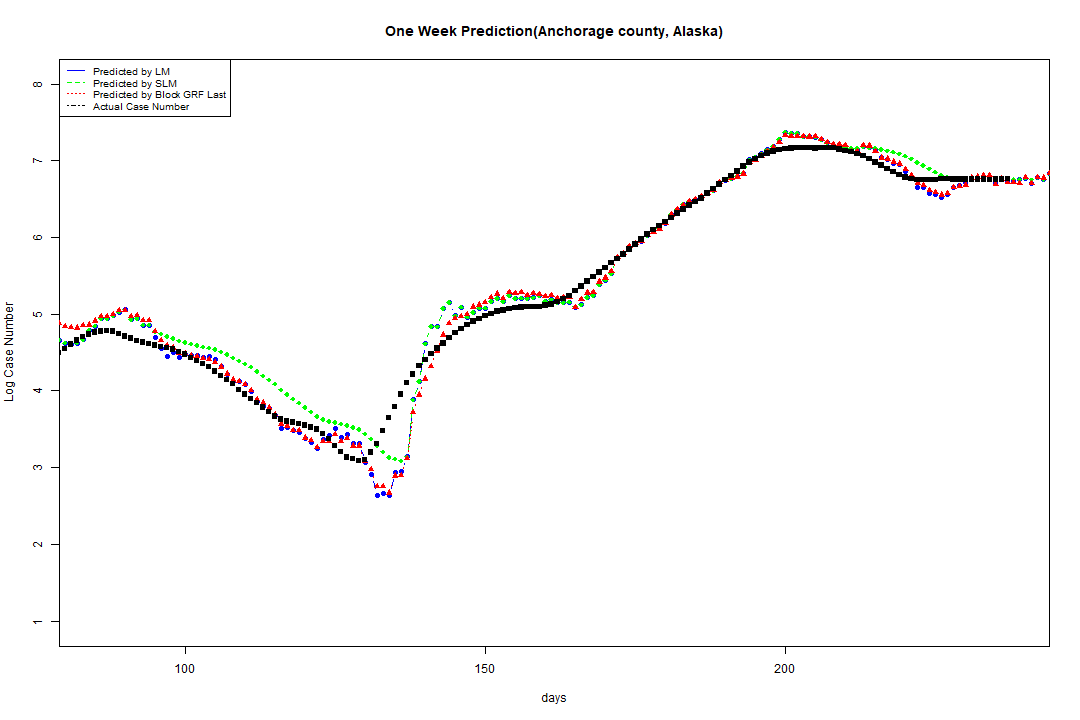 One Week Prediction(Anchorage county, Alaska)
Predicted by LM
Predicted by SLM
Predicted by Block GRF Last
Actual Case Number
8
7
6
5
4
3
2
1
Log Case Number
100 150 200
days